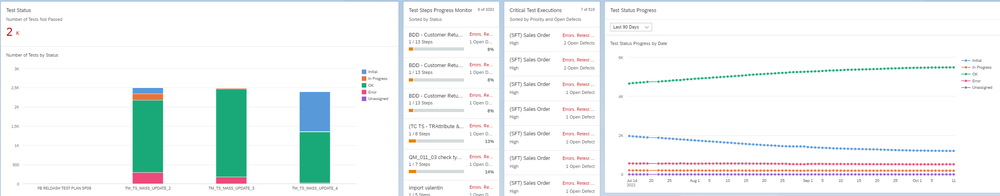 Test Status
Number of Tests Not Passed
2 K
Number of Tests by Status
3K
2,5K
2K
1,5K
1K
500
0
FB RELDASH TEST PLAN SP09
TM_TS_MASS_UPDATE_2
TM_TS_MASS_UPDATE_3
TM_TS_MASS_UPDATE_4
Initial
In Progress
OK
Error
Unassigned
Test Steps Progress Monitor 6 of 3333
Sorted by Status
BDD - Customer Retu... Errors. Re...
1 / 13 Steps 1 Open D...
8%
BDD - Customer Retu... Errors. Re...
1 / 13 Steps 1 Open D...
8%
BDD - Customer Retu... Errors. Re...
1 / 13 Steps 1 Open D...
8%
(TC TS - TRAttribute &... Errors. Re...
1 / 8 Steps 1 Open D...
13%
QM_011_03 check ty... Errors. Re...
1 / 7 Steps 1 Open D...
14%
import valentin Errors. Re...
1 / 5 Steps 1 Open D...
Critical Test Executions 7 of 519
Sorted by Priority and Open Defects
(SFT) Sales Order Errors. Retest ...
High 2 Open Defects
(SFT) Sales Order Errors. Retest ...
High 2 Open Defects
(SFT) Sales Order Errors. Retest ...
High 1 Open Defect
(SFT) Sales Order Errors. Retest ...
High 1 Open Defect
(SFT) Sales Order Errors. Retest ...
High 1 Open Defect
(SFT) Sales Order Errors. Retest ...
High 1 Open Defect
(SFT) Sales Order Errors. Retest ...
High 1 Open Defect
Test Status Progress
Last 90 Days
Test Status Progress by Date
6K
4K
2K
0
Jul 14 20 25 Aug 1 5 10 15 20 25 Sep 1 5 10 15 20 25 Oct 1 5 11
2022
Initial
In Progress
OK
Error
Unassigned